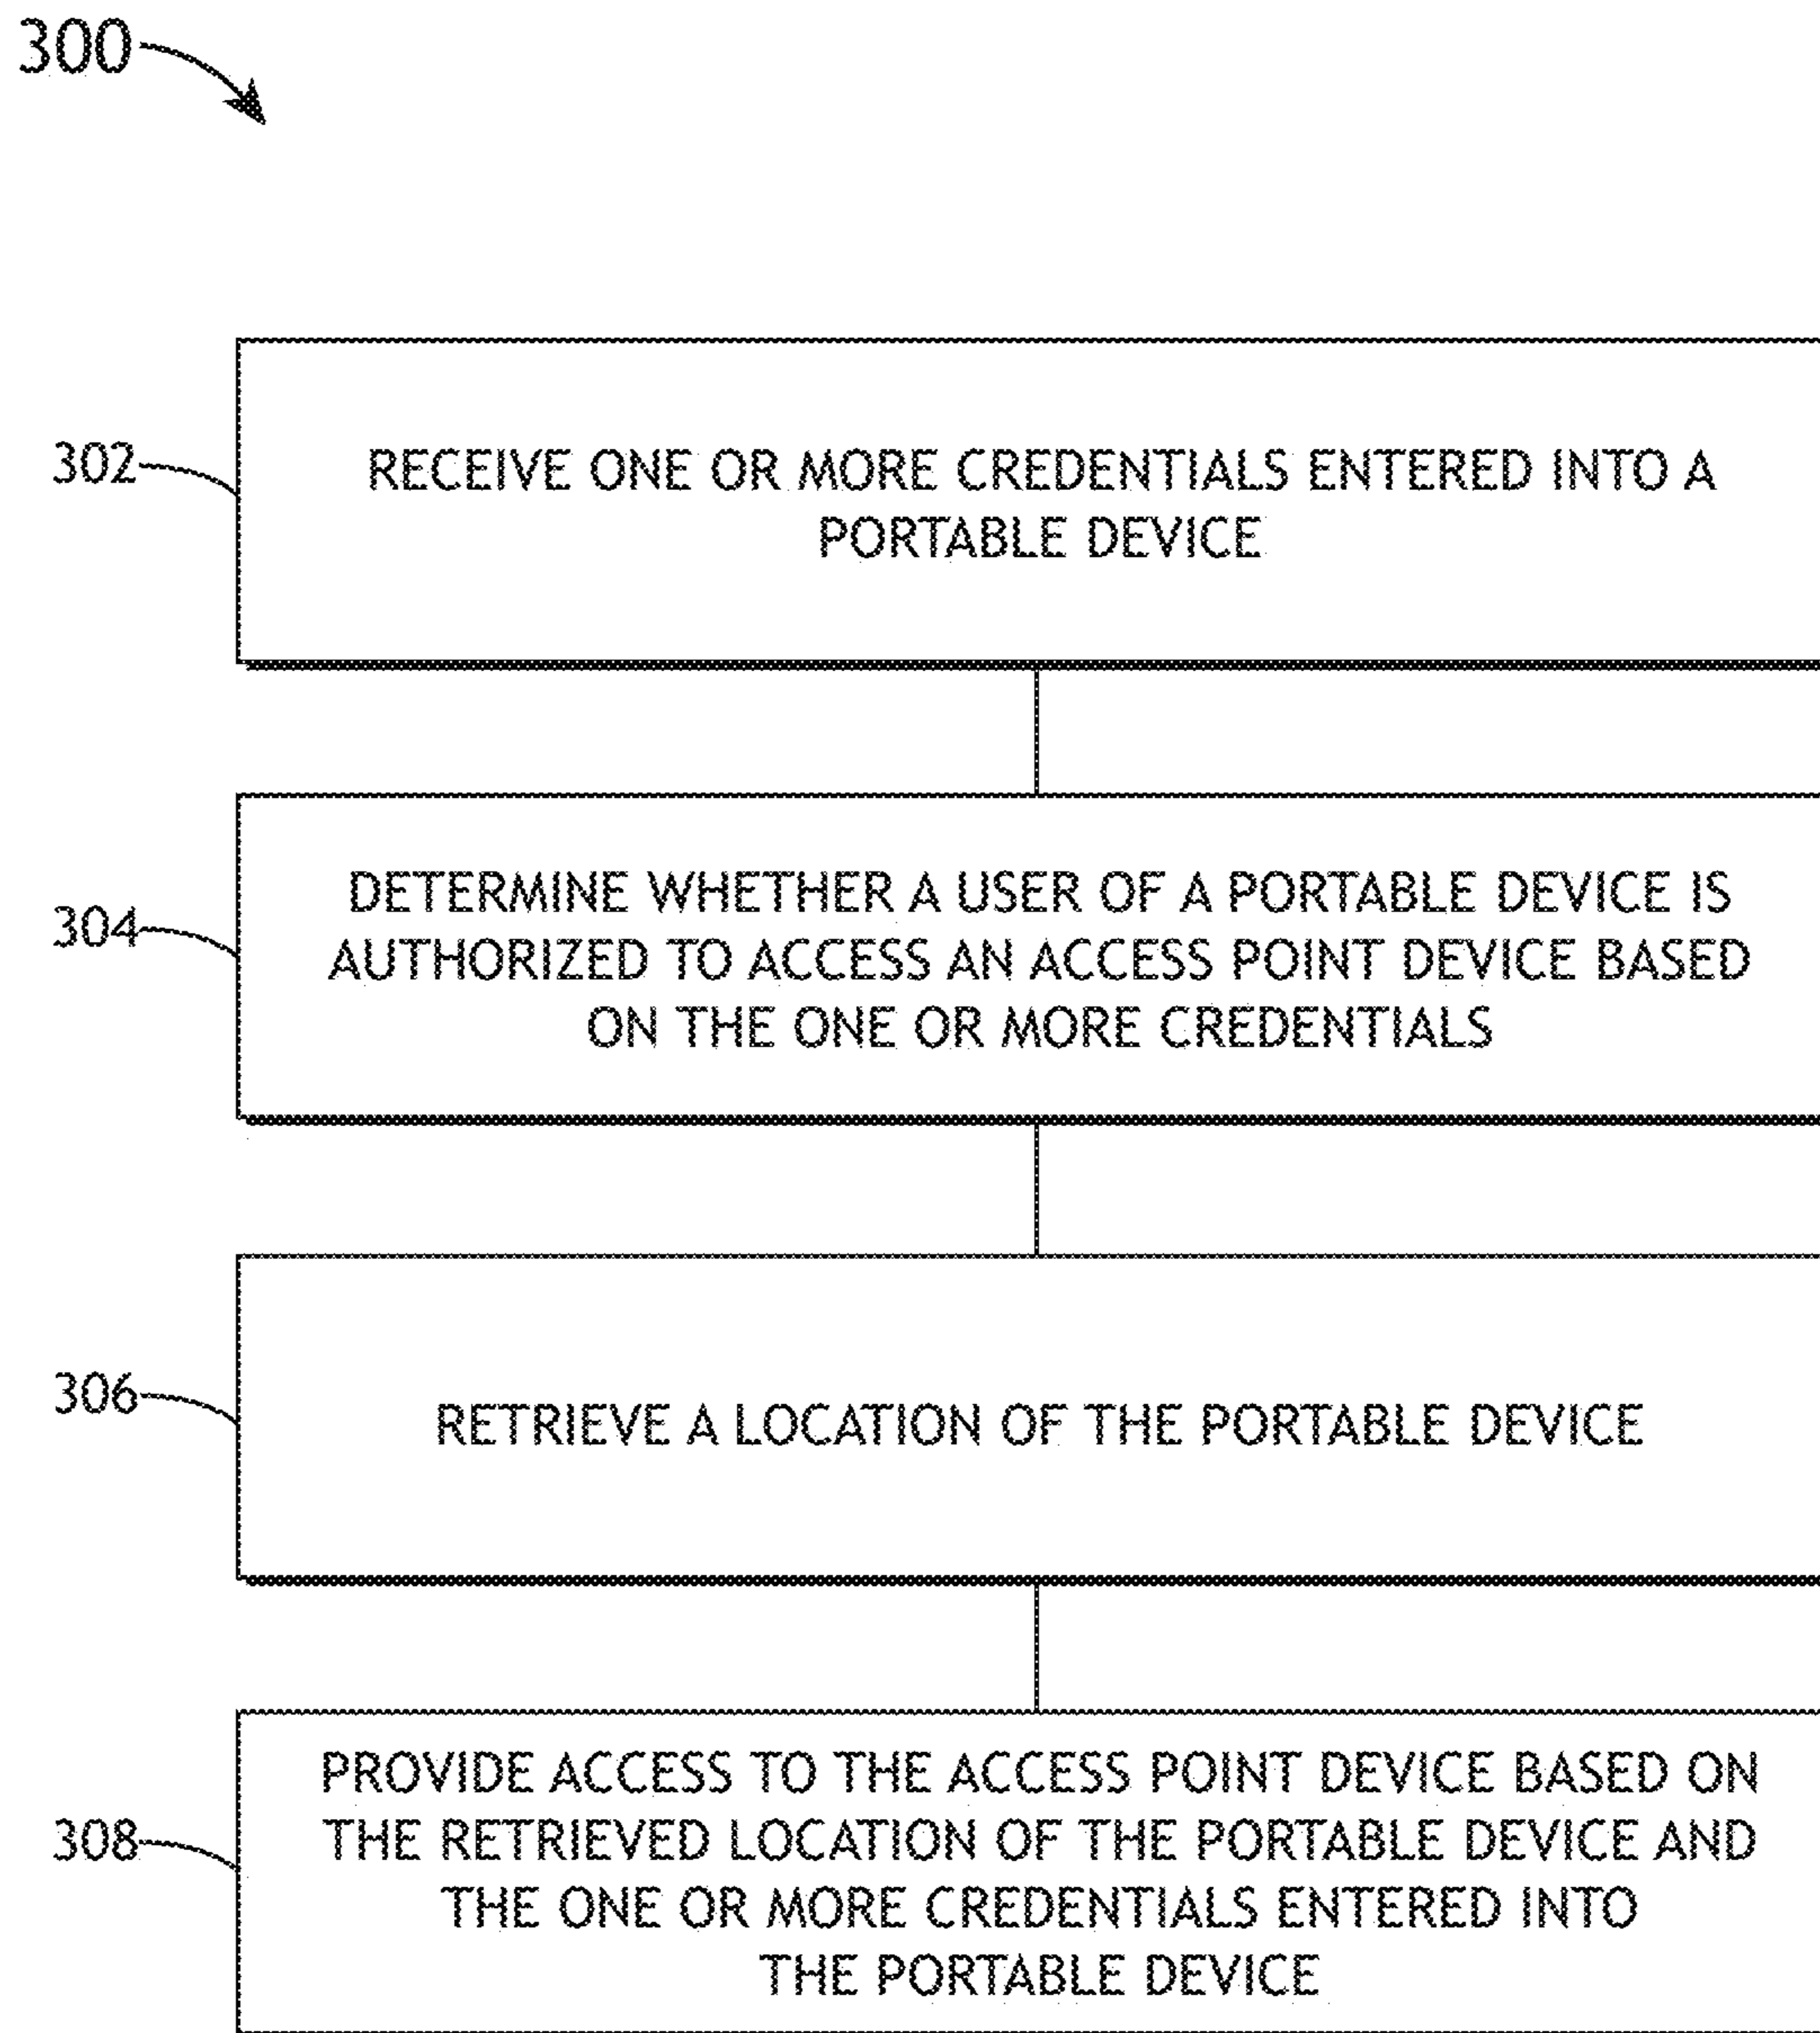 300
302
RECEIVE ONE OR MORE CREDENTIALS ENTERED INTO A
PORTABLE DEVICE
304
DETERMINE WHETHER A USER OF A PORTABLE DEVICE IS
AUTHORIZED TO ACCESS AN ACCESS POINT DEVICE BASED
ON THE ONE OR MORE CREDENTIALS
306
RETRIEVE A LOCATION OF THE PORTABLE DEVICE
308
PROVIDE ACCESS TO THE ACCESS POINT DEVICE BASED ON
THE RETRIEVED LOCATION OF THE PORTABLE DEVICE AND
THE ONE OR MORE CREDENTIALS ENTERED INTO
THE PORTABLE DEVICE